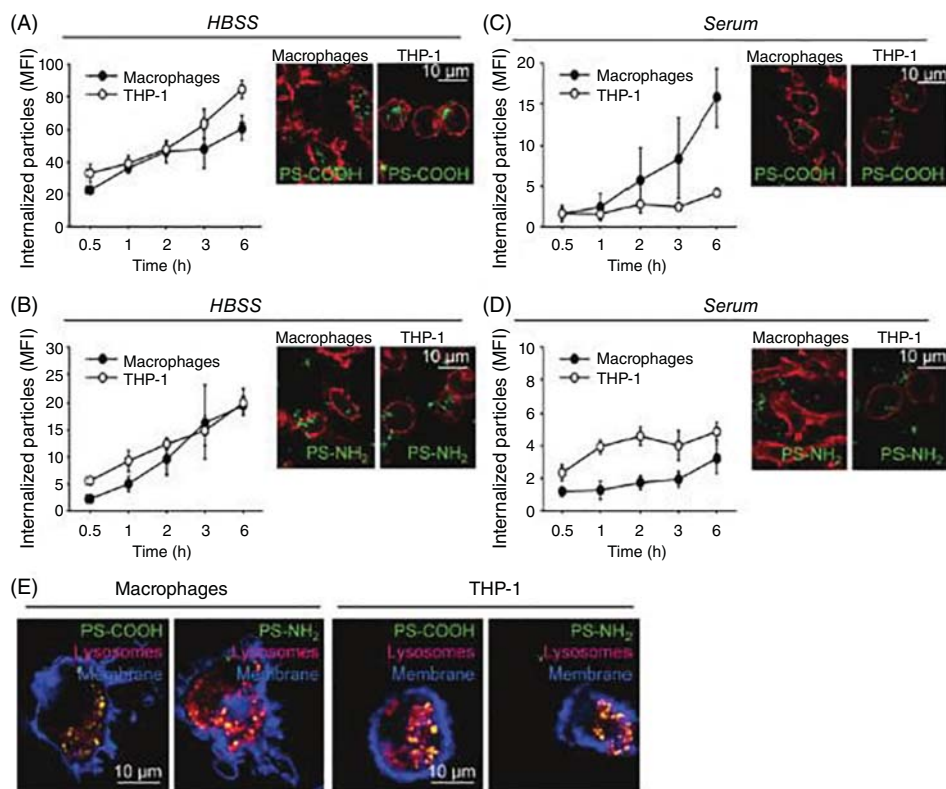 (A)
HBSS
Internalized particles (MFI)
100
80
60
40
20
0
Macrophages
THP-1
0.5 1 2 3 6
Time (h)
Macrophages THP-1
10 µm
PS-COOH PS-COOH
(C)
Serum
Internalized particles (MFI)
20
15
10
5
0
Macrophages
THP-1
0.5 1 2 3 6
Time (h)
Macrophages THP-1
10 µm
PS-COOH PS-COOH
(B)
HBSS
Internalized particles (MFI)
30
25
20
15
10
5
0
Macrophages
THP-1
0.5 1 2 3 6
Time (h)
Macrophages THP-1
10 µm
PS-NH₂ PS-NH₂
(D)
Serum
Internalized particles (MFI)
10
8
6
4
2
0
Macrophages
THP-1
0.5 1 2 3 6
Time (h)
Macrophages THP-1
10 µm
PS-NH₂ PS-NH₂
(E)
Macrophages THP-1
PS-COOH PS-NH₂ PS-COOH PS-NH₂
Lysosomes Lysosomes Lysosomes Lysosomes
Membrane Membrane Membrane Membrane
10 µm 10 µm